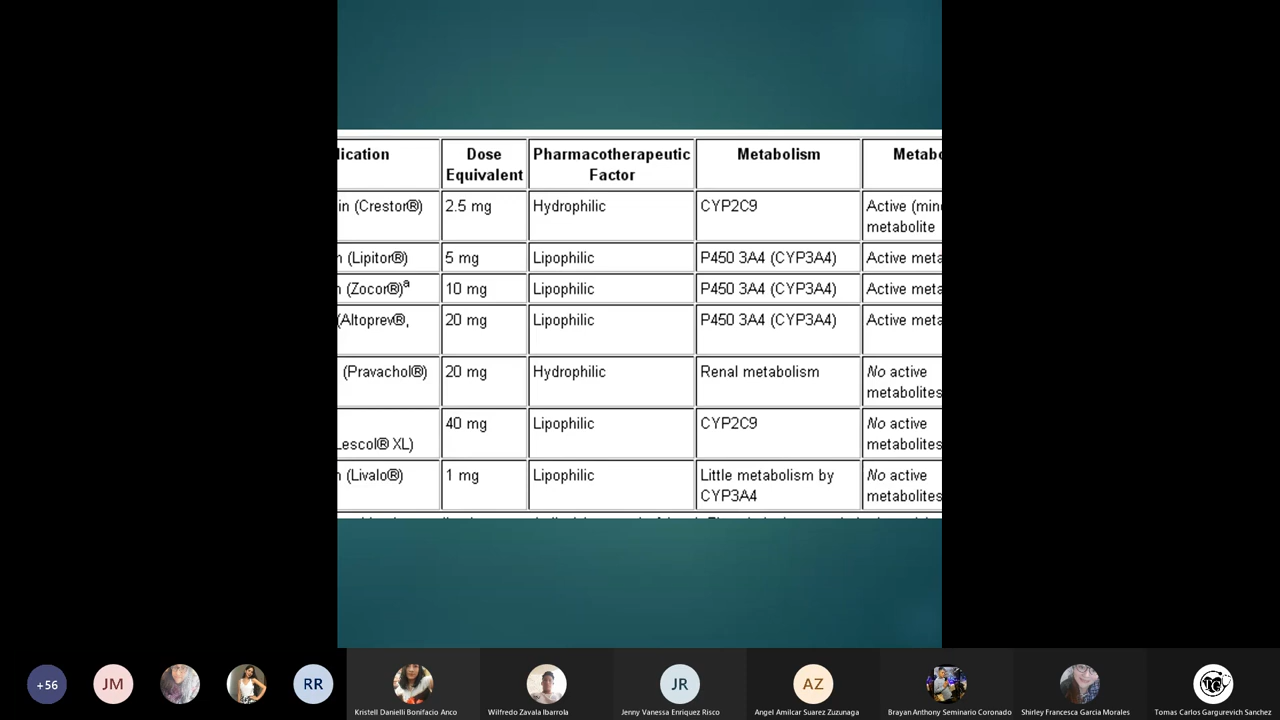 lication
Dose
Equivalent
Pharmacotherapeutic
Factor
Metabolism
Metabo
in (Crestor®)
2.5 mg
Hydrophilic
CYP2C9
Active (mino
metabolite
n (Lipitor®)
5 mg
Lipophilic
P450 3A4 (CYP3A4)
Active meta
n (Zocor®)a
10 mg
Lipophilic
P450 3A4 (CYP3A4)
Active meta
(Altoprev®,
20 mg
Lipophilic
P450 3A4 (CYP3A4)
Active meta
(Pravachol®)
20 mg
Hydrophilic
Renal metabolism
No active
metabolites
Lescol® XL)
40 mg
Lipophilic
CYP2C9
No active
metabolites
n (Livalo®)
1 mg
Lipophilic
Little metabolism by
CYP3A4
No active
metabolites
+56
JM
RR
JR
AZ
Kristell Danielli Bonifacio Anco
Wilfredo Zavala Ibarrola
Jenny Vanessa Enriquez Risco
Angel Amilcar Suarez Zuzunaga
Brayan Anthony Seminario Coronado
Shirley Francesca Garcia Morales
Tomas Carlos Gargurevich Sanchez